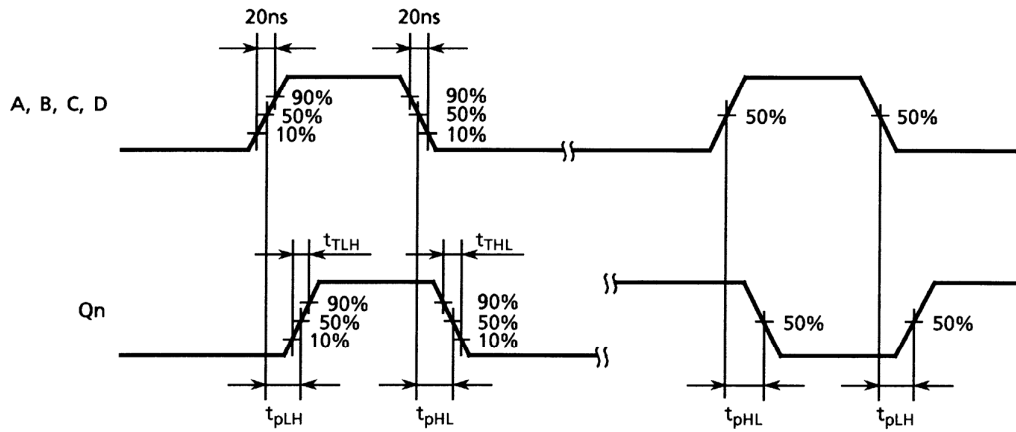 20ns 20ns
A, B, C, D
90% 90%
50% 50% 50% 50%
10% 10%
tTLH tTHL
Qn
90% 90%
50% 50% 50% 50%
10% 10%
tpLH tpHL tpHL tpLH